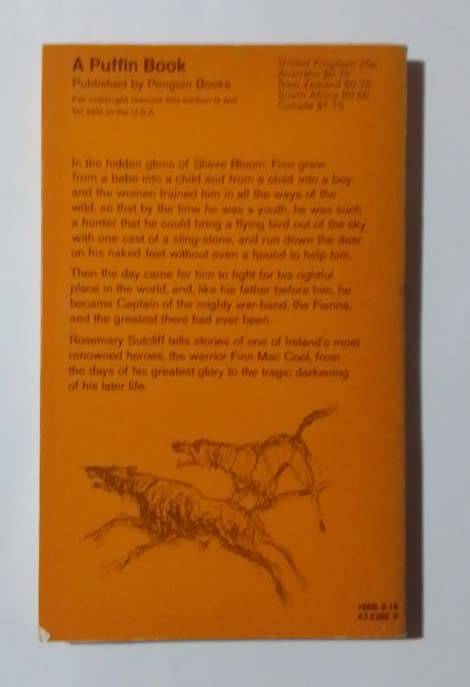 A Puffin Book
Published by Penguin Books
For copyright reasons this edition is not
for sale in the U.S.A.
United Kingdom
Australia $0.70
New Zealand $0.70
South Africa R0.60
Canada $1.15
In the hidden glens of Slieve Bloom, Finn grew
from a babe into a child and from a child into a boy;
and the women trained him in all the ways of the
wild, so that by the time he was a youth, he was such
a hunter that he could bring a flying bird out of the sky
with one cast of a sling-stone, and run down the deer
on his naked feet without even a hound to help him.
Then the day came for him to fight for his rightful
place in the world, and, like his father before him, he
became Captain of the mighty war-band, the Fianna,
and the greatest there had ever been.
Rosemary Sutcliff tells stories of one of Ireland's most
renowned heroes, the warrior Finn Mac Cool, from
the days of his greatest glory to the tragic darkening
of his later life.
ISBN 0 14